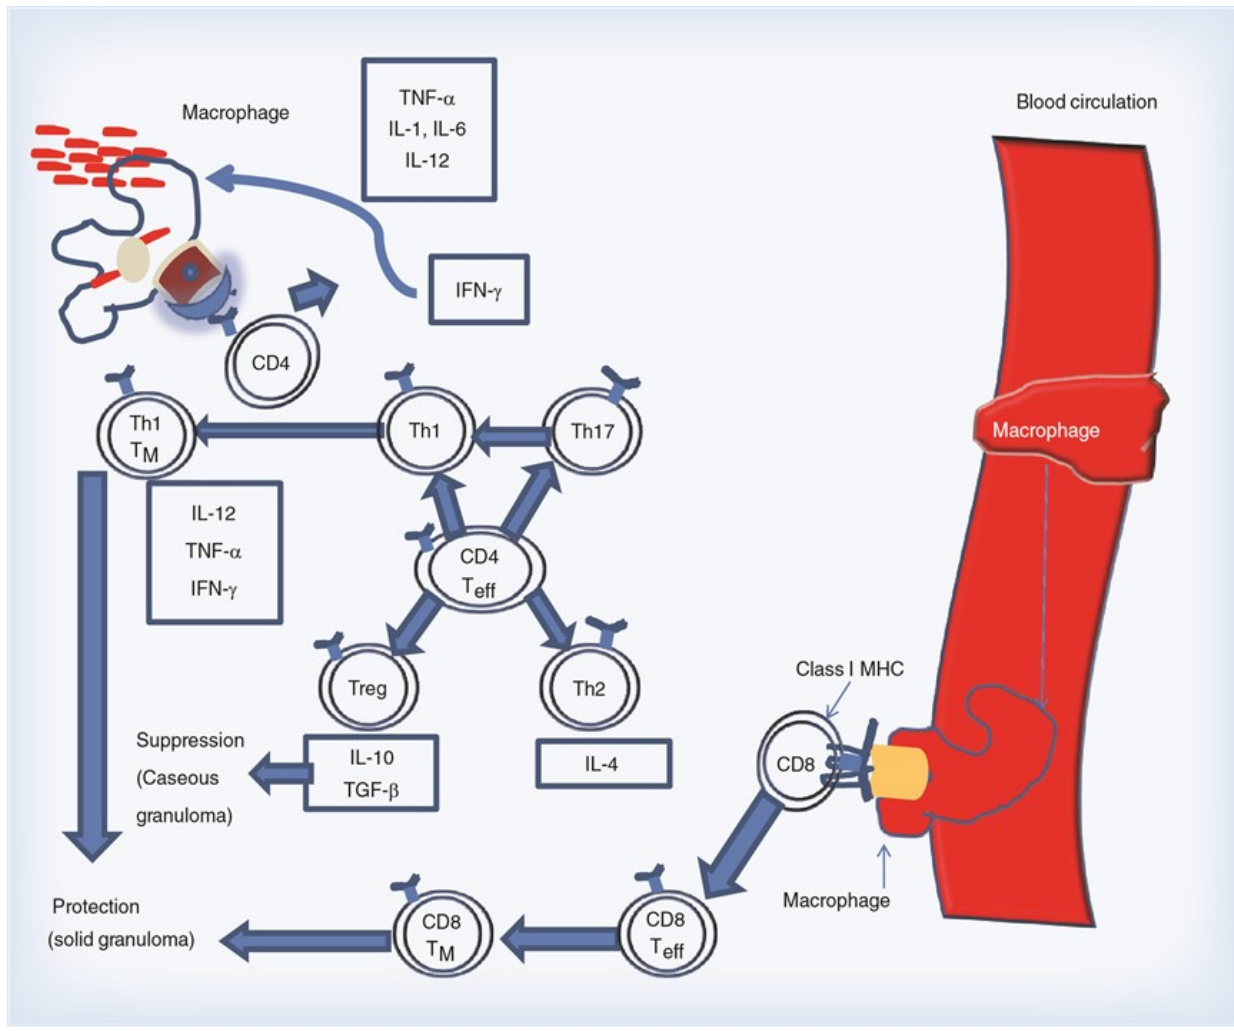 Macrophage
TNF-α
IL-1, IL-6
IL-12
Blood circulation
IFN-γ
CD4
Th1
TM
Th1
Th17
Macrophage
IL-12
TNF-α
IFN-γ
CD4
Teff
Treg
Th2
Class I MHC
Suppression
(Caseous
granuloma)
IL-10
TGF-β
IL-4
CD8
Macrophage
Protection
(solid granuloma)
CD8
TM
CD8
Teff